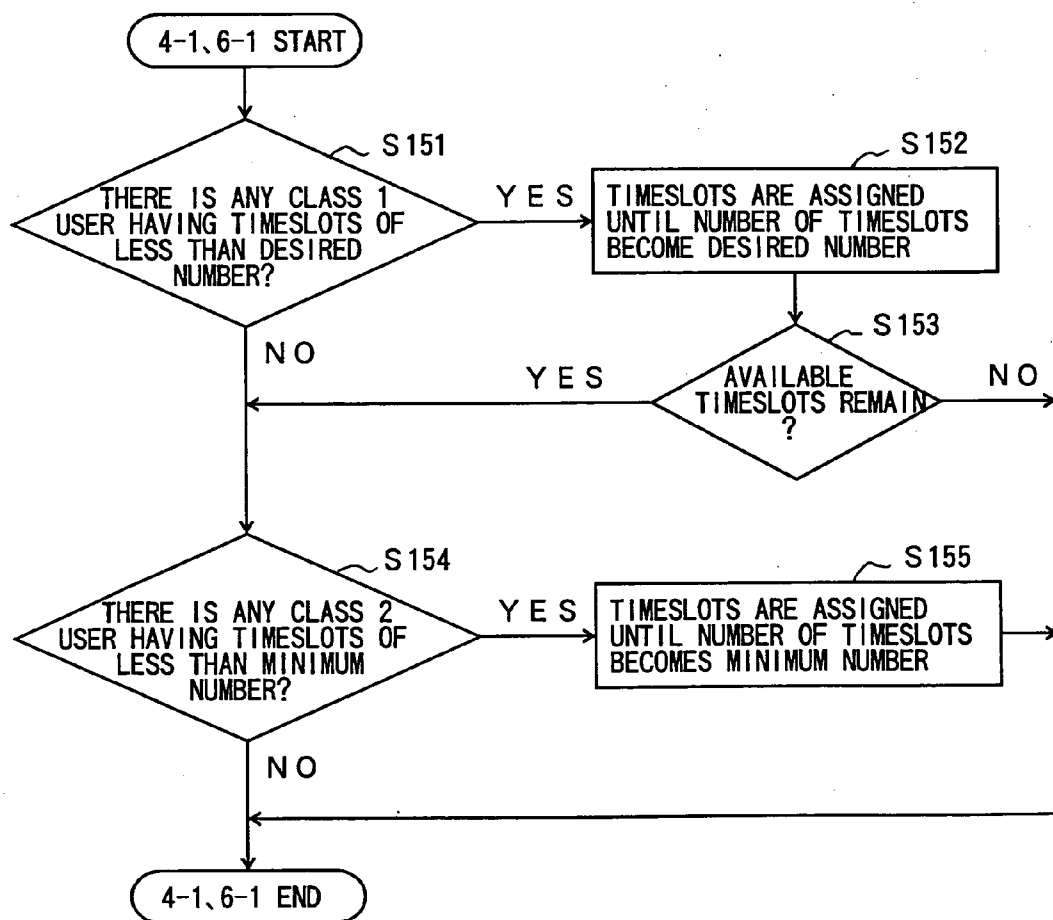 4-1、6-1 START
S151
THERE IS ANY CLASS 1
USER HAVING TIMESLOTS OF
LESS THAN DESIRED
NUMBER?
YES
S152
TIMESLOTS ARE ASSIGNED
UNTIL NUMBER OF TIMESLOTS
BECOME DESIRED NUMBER
S153
AVAILABLE
TIMESLOTS REMAIN
?
YES
NO
NO
S154
THERE IS ANY CLASS 2
USER HAVING TIMESLOTS OF
LESS THAN MINIMUM
NUMBER?
YES
S155
TIMESLOTS ARE ASSIGNED
UNTIL NUMBER OF TIMESLOTS
BECOMES MINIMUM NUMBER
NO
4-1、6-1 END